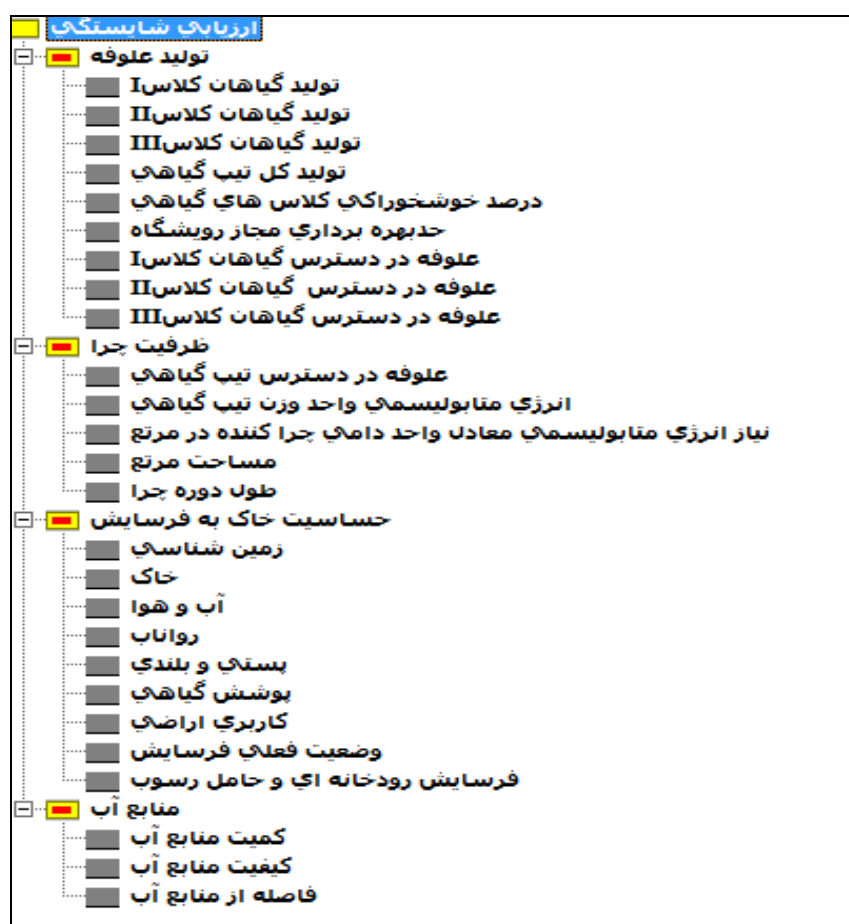 ارزيابي شايستگي
توليد علوفه
توليد گياهان كلاسI
توليد گياهان كلاسII
توليد گياهان كلاسIII
توليد كل تيپ گياهي
درصد خوشخوراكي كلاس هاي گياهي
حدبهره برداري مجاز رويشگاه
علوفه در دسترس گياهان كلاسI
علوفه در دسترس گياهان كلاسII
علوفه در دسترس گياهان كلاسIII
ظرفيت چرا
علوفه در دسترس تيپ گياهي
انرژي متابوليسمي واحد وزن تيپ گياهي
نياز انرژي متابوليسمي معادل واحد دامي چرا كننده در مرتع
مساحت مرتع
طول دوره چرا
حساسيت خاک به فرسايش
زمين شناسي
خاک
آب و هوا
رواناب
پستي و بلندي
پوشش گياهي
كاربري اراضي
وضعيت فعلي فرسايش
فرسايش رودخانه اي و حامل رسوب
منابع آب
كميت منابع آب
كيفيت منابع آب
فاصله از منابع آب